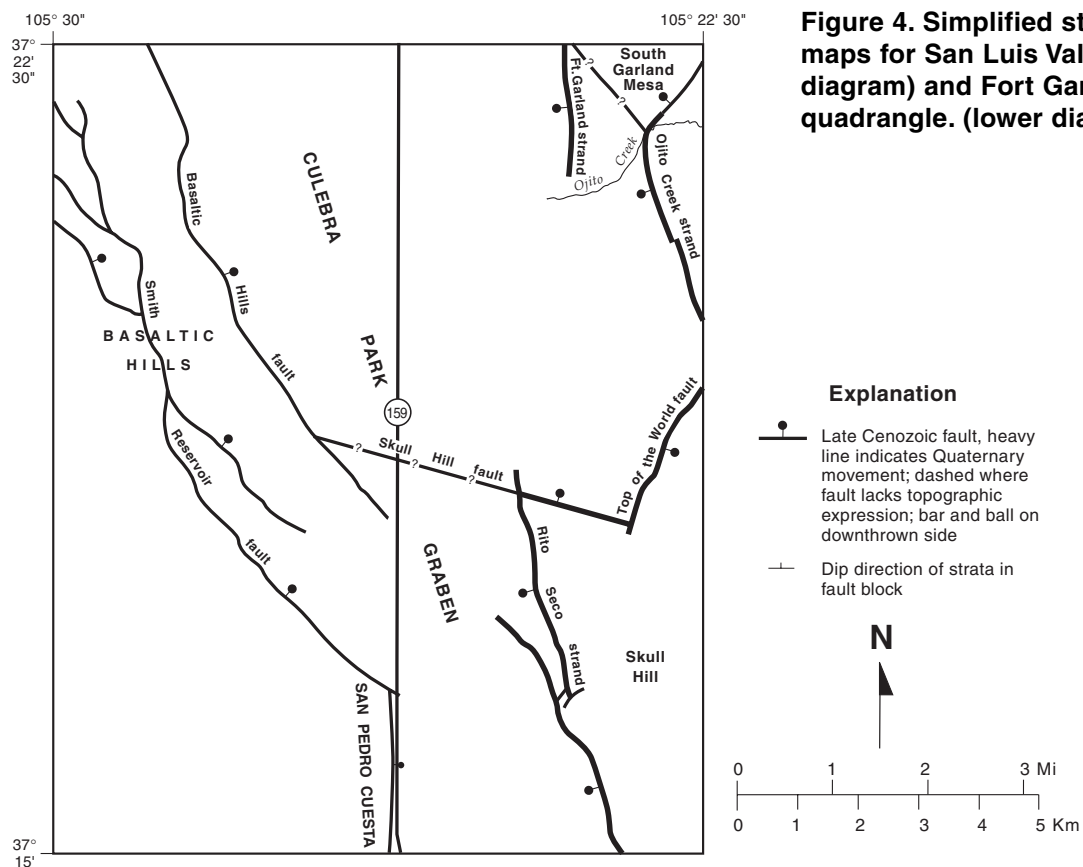 105° 30"
105° 22' 30"
Figure 4. Simplified st
maps for San Luis Val
diagram) and Fort Gar
quadrangle. (lower dia
37°
22'
30"
South
Garland
Mesa
Ft.Garland strand
?
?
Ojito Creek
Ojito Creek strand
CULEBRA
PARK
GRABEN
Basaltic Hills fault
Smith Reservoir fault
BASALTIC
HILLS
159
? Skull Hill fault
?
?
Top of the World fault
Rito Seco strand
Skull
Hill
SAN PEDRO CUESTA
37°
15'
Explanation
Late Cenozoic fault, heavy
line indicates Quaternary
movement; dashed where
fault lacks topographic
expression; bar and ball on
downthrown side
Dip direction of strata in
fault block
N
0 1 2 3 Mi
0 1 2 3 4 5 Km